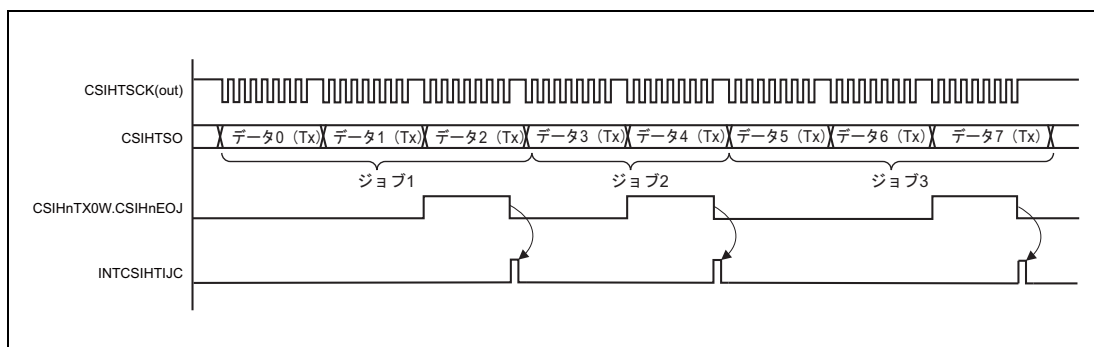 CSIHTSCK(out)
CSIHTSO
データ0 (Tx) データ1 (Tx) データ2 (Tx) データ3 (Tx) データ4 (Tx) データ5 (Tx) データ6 (Tx) データ7 (Tx)
ジョブ1 ジョブ2 ジョブ3
CSIHnTX0W.CSIHnEOJ
INTCSIHTIJC